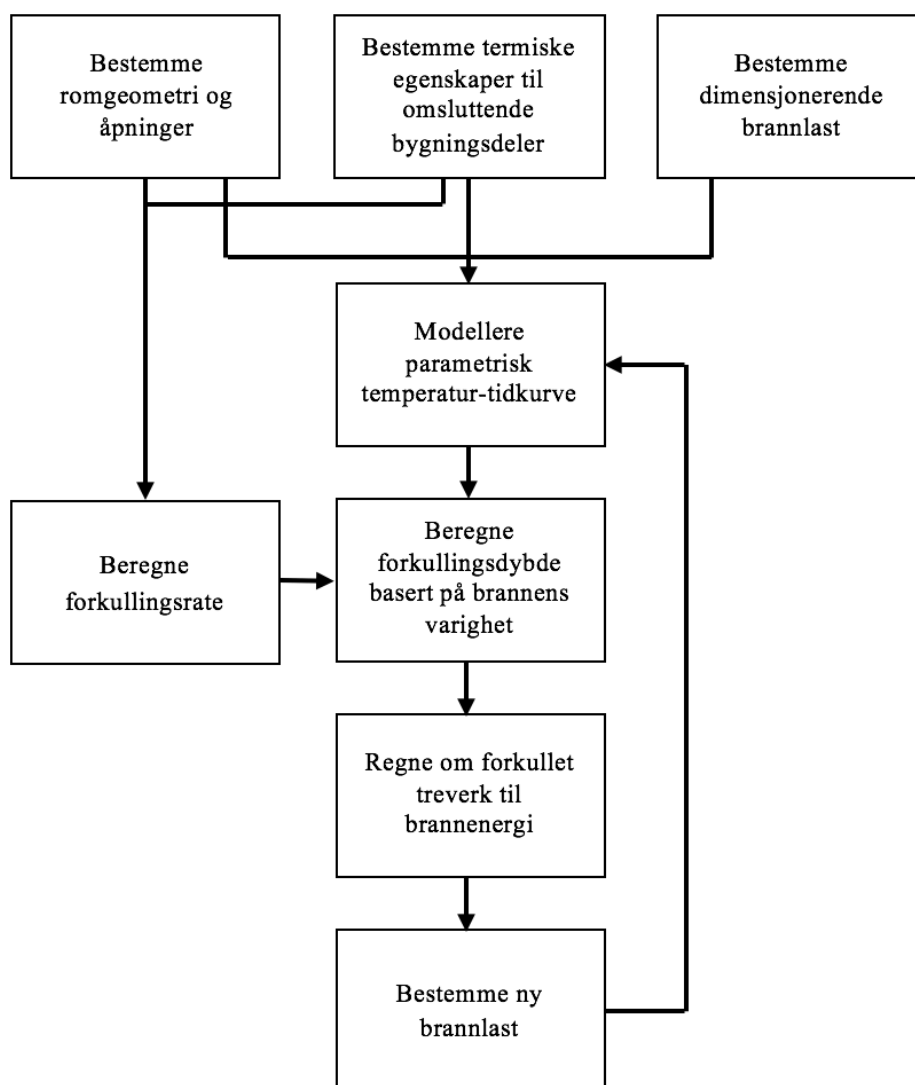 Bestemme
romgeometri og
åpninger
Bestemme termiske
egenskaper til
omsluttende
bygningsdeler
Bestemme
dimensjonerende
brannlast
Modellere
parametrisk
temperatur-tidkurve
Beregne
forkullingsrate
Beregne
forkullingsdybde
basert på brannens
varighet
Regne om forkullet
treverk til
brannenergi
Bestemme ny
brannlast